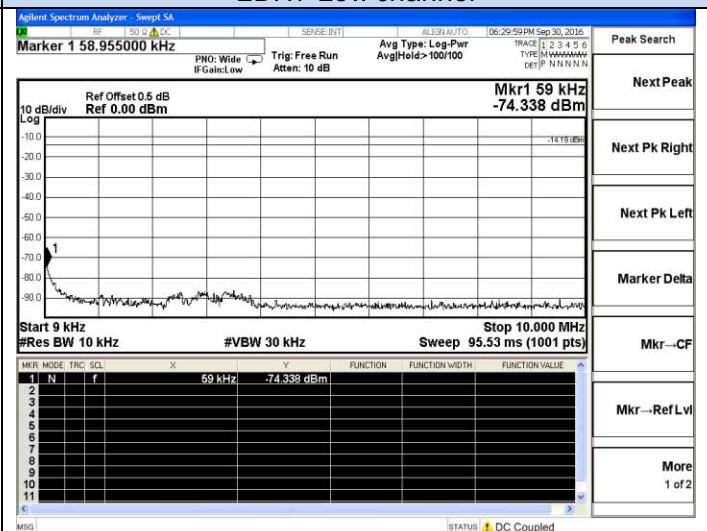 Agilent Spectrum Analyzer - Swept SA
RF 50 Ω DC SENSE:INT ALIGN AUTO 06:29:59 PM Sep 30, 2016
Marker 1 58.955000 kHz
PNO: Wide Trig: Free Run Avg Type: Log-Pwr TRACE 1 2 3 4 5 6
IFGain:Low Atten: 10 dB Avg|Hold:>100/100 TYPE M
DET P N N N N N
Peak Search
Ref Offset 0.5 dB Mkr1 59 kHz
10 dB/div Ref 0.00 dBm -74.338 dBm
Log
-10.0
-14.19 dBm
-20.0
-30.0
-40.0
-50.0
-60.0
1
-70.0
-80.0
-90.0
Start 9 kHz Stop 10.000 MHz
#Res BW 10 kHz #VBW 30 kHz Sweep 95.53 ms (1001 pts)
MKR MODE TRC SCL X Y FUNCTION FUNCTION WIDTH FUNCTION VALUE
1 N f 59 kHz -74.338 dBm
2
3
4
5
6
7
8
9
10
11
MSG STATUS DC Coupled
Next Peak
Next Pk Right
Next Pk Left
Marker Delta
Mkr→CF
Mkr→Ref Lvl
More
1 of 2